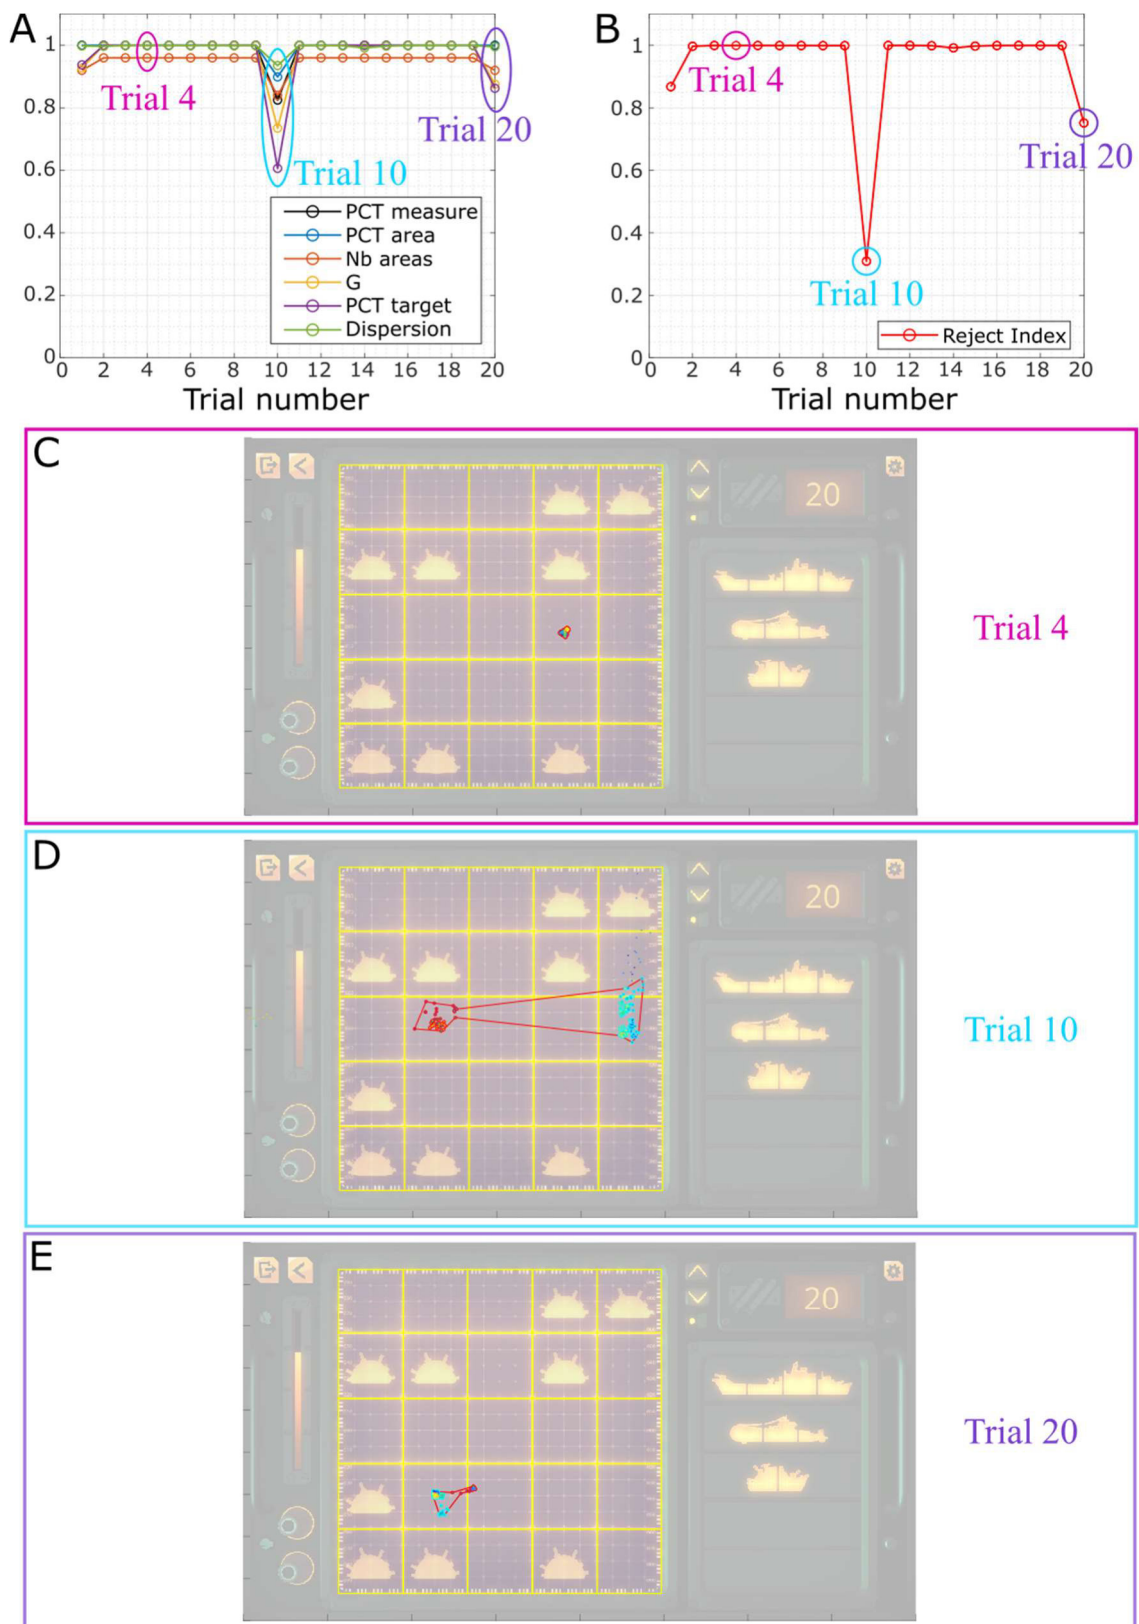 A
1
0.8
0.6
0.4
0.2
0
0 2 4 6 8 10 12 14 16 18 20
Trial number
Trial 4
Trial 10
Trial 20
PCT measure
PCT area
Nb areas
G
PCT target
Dispersion
B
1
0.8
0.6
0.4
0.2
0
0 2 4 6 8 10 12 14 16 18 20
Trial number
Trial 4
Trial 10
Trial 20
Reject Index
C
20
Trial 4
D
20
Trial 10
E
20
Trial 20